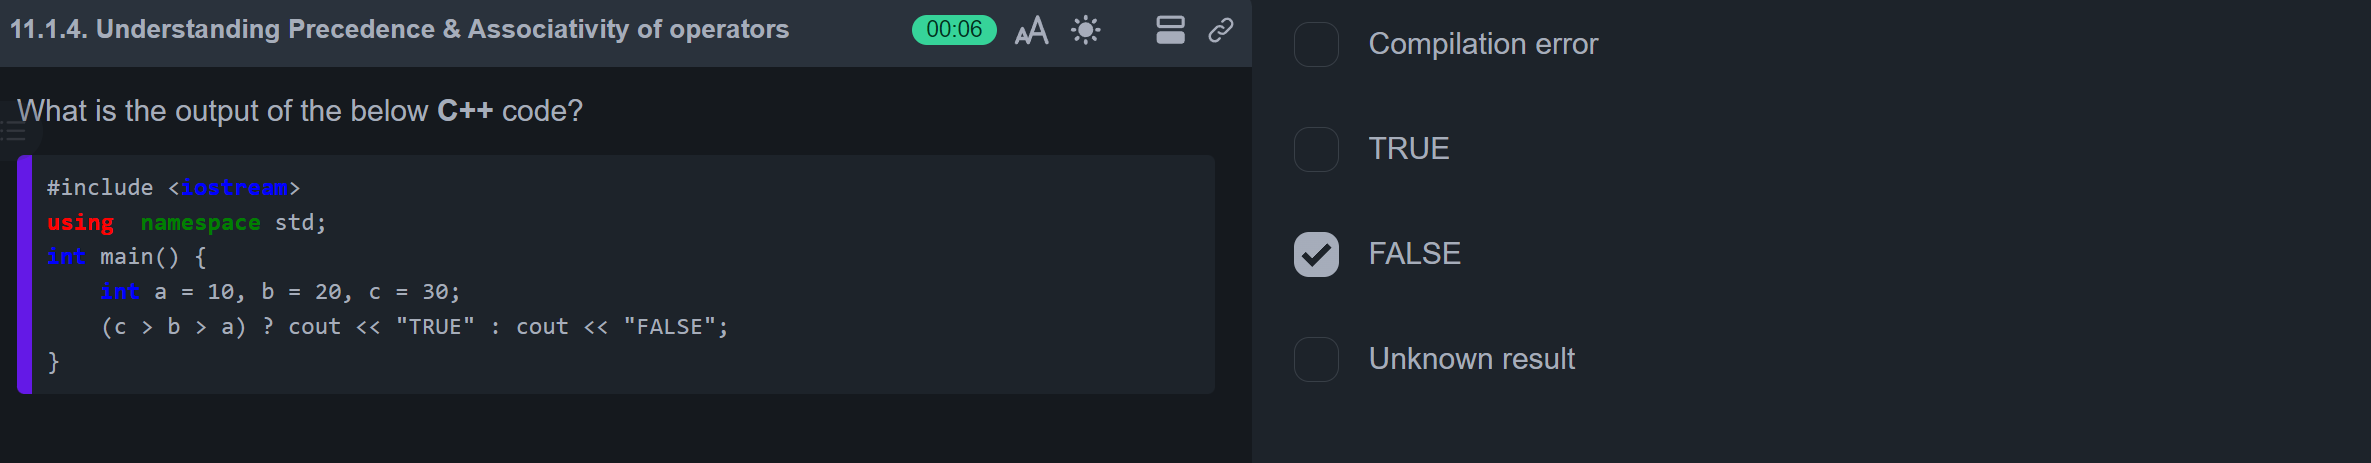 11.1.4. Understanding Precedence & Associativity of operators
00:06
What is the output of the below C++ code?
#include <iostream>
using  namespace std;
int main() {
    int a = 10, b = 20, c = 30;
    (c > b > a) ? cout << "TRUE" : cout << "FALSE";
}
Compilation error
TRUE
FALSE
Unknown result